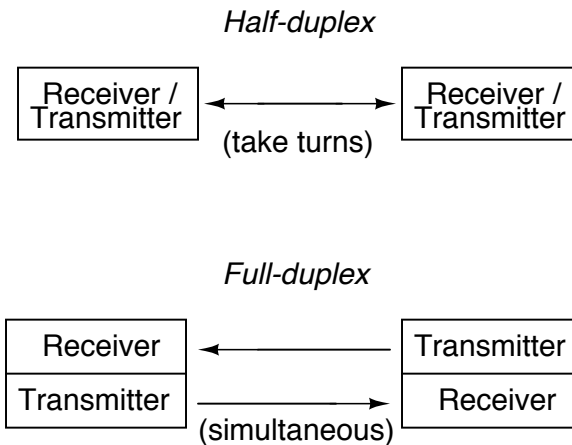 Half-duplex
Receiver /
Transmitter
Receiver /
Transmitter
(take turns)
Full-duplex
Receiver
Transmitter
Transmitter
Receiver
(simultaneous)